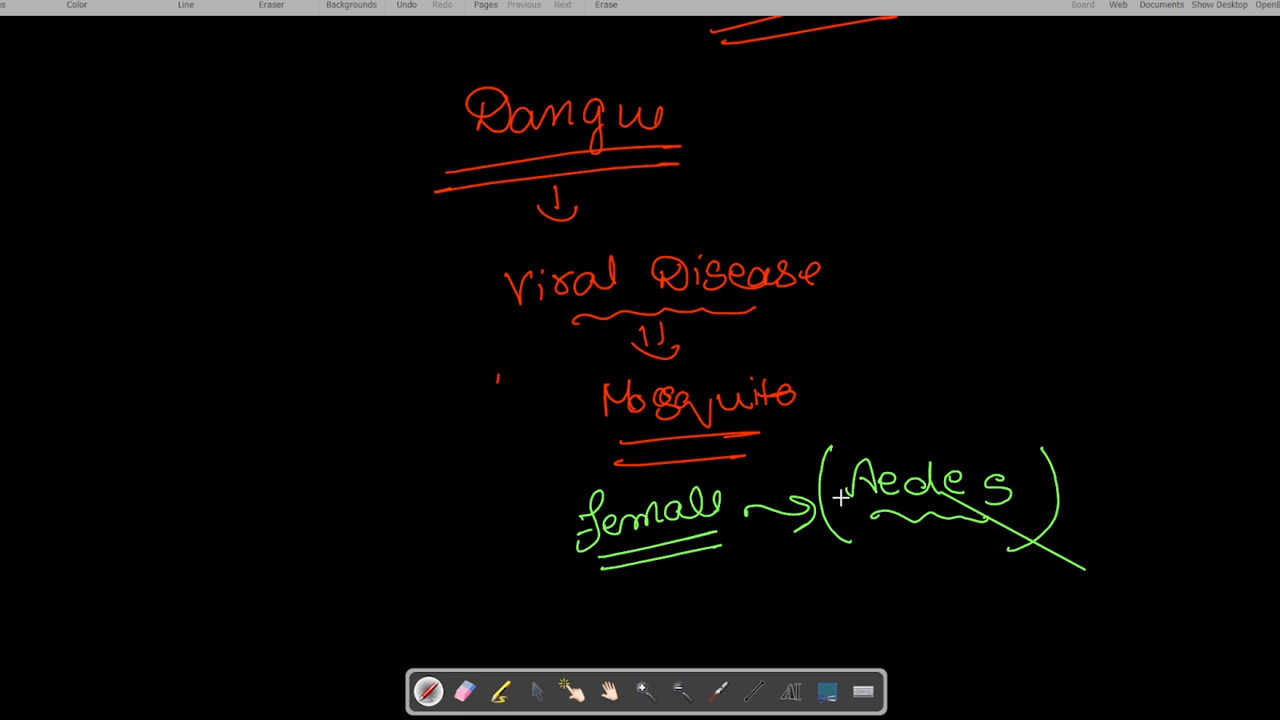 Color Line Eraser Backgrounds Undo Redo Pages Previous Next Erase Board Web Documents Show Desktop
Dangue
Viral Disease
Mosquito
female (Aedes)